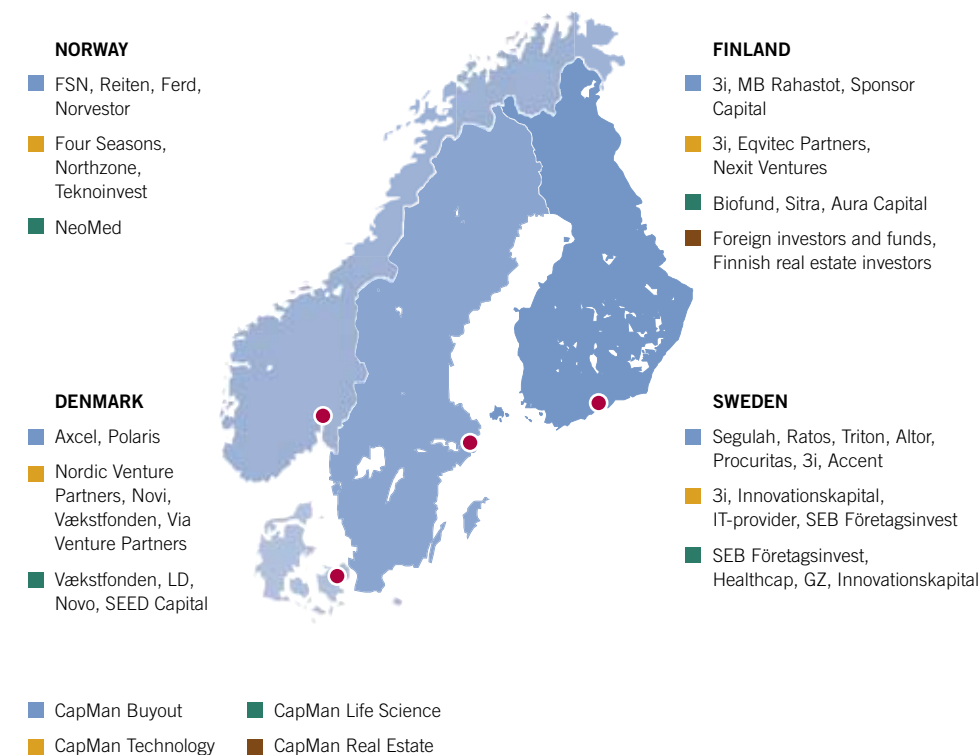 NORWAY
FSN, Reiten, Ferd,
Norvestor
Four Seasons,
Northzone,
Teknoinvest
NeoMed
FINLAND
3i, MB Rahastot, Sponsor
Capital
3i, Eqvitec Partners,
Nexit Ventures
Biofund, Sitra, Aura Capital
Foreign investors and funds,
Finnish real estate investors
DENMARK
Axcel, Polaris
Nordic Venture
Partners, Novi,
Vækstfonden, Via
Venture Partners
Vækstfonden, LD,
Novo, SEED Capital
SWEDEN
Segulah, Ratos, Triton, Altor,
Procuritas, 3i, Accent
3i, Innovationskapital,
IT-provider, SEB Företagsinvest
SEB Företagsinvest,
Healthcap, GZ, Innovationskapital
CapMan Buyout
CapMan Life Science
CapMan Technology
CapMan Real Estate